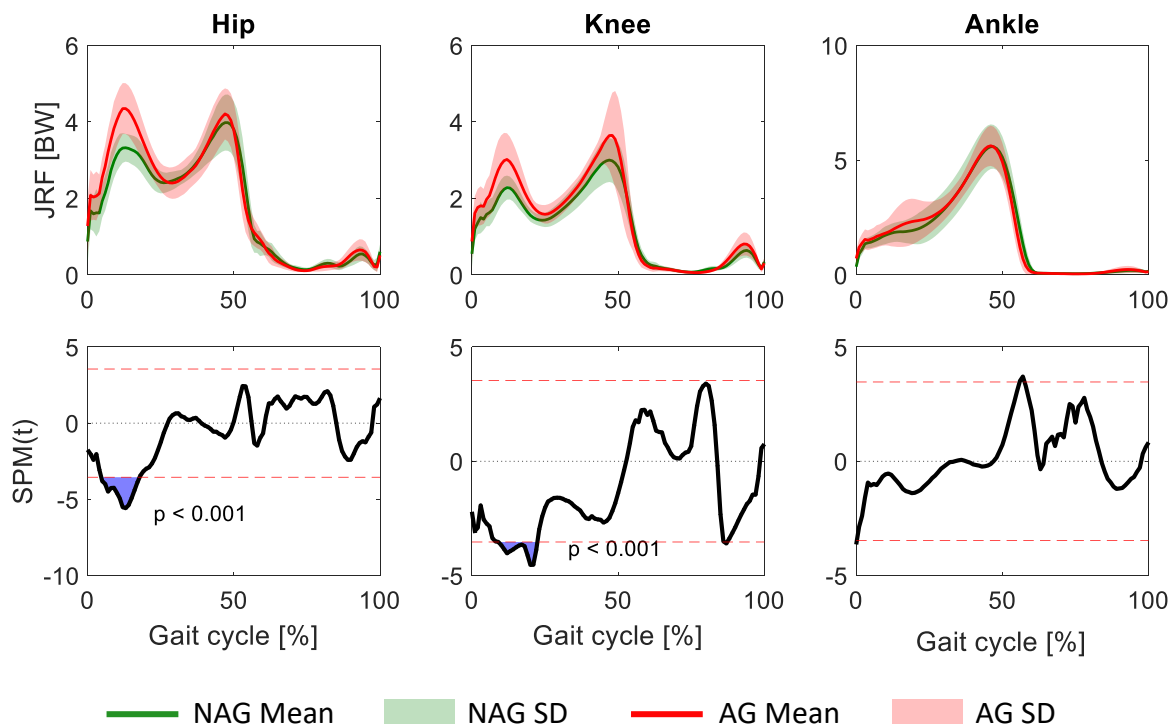 Hip Knee Ankle
6 6 10
JRF [BW]
4 4
5
2 2
0 0 0
0 50 100 0 50 100 0 50 100
5 5 5
SPM(t)
0
0 0
-5
p < 0.001
p < 0.001
-10 -5 -5
0 50 100 0 50 100 0 50 100
Gait cycle [%] Gait cycle [%] Gait cycle [%]
NAG Mean NAG SD AG Mean AG SD